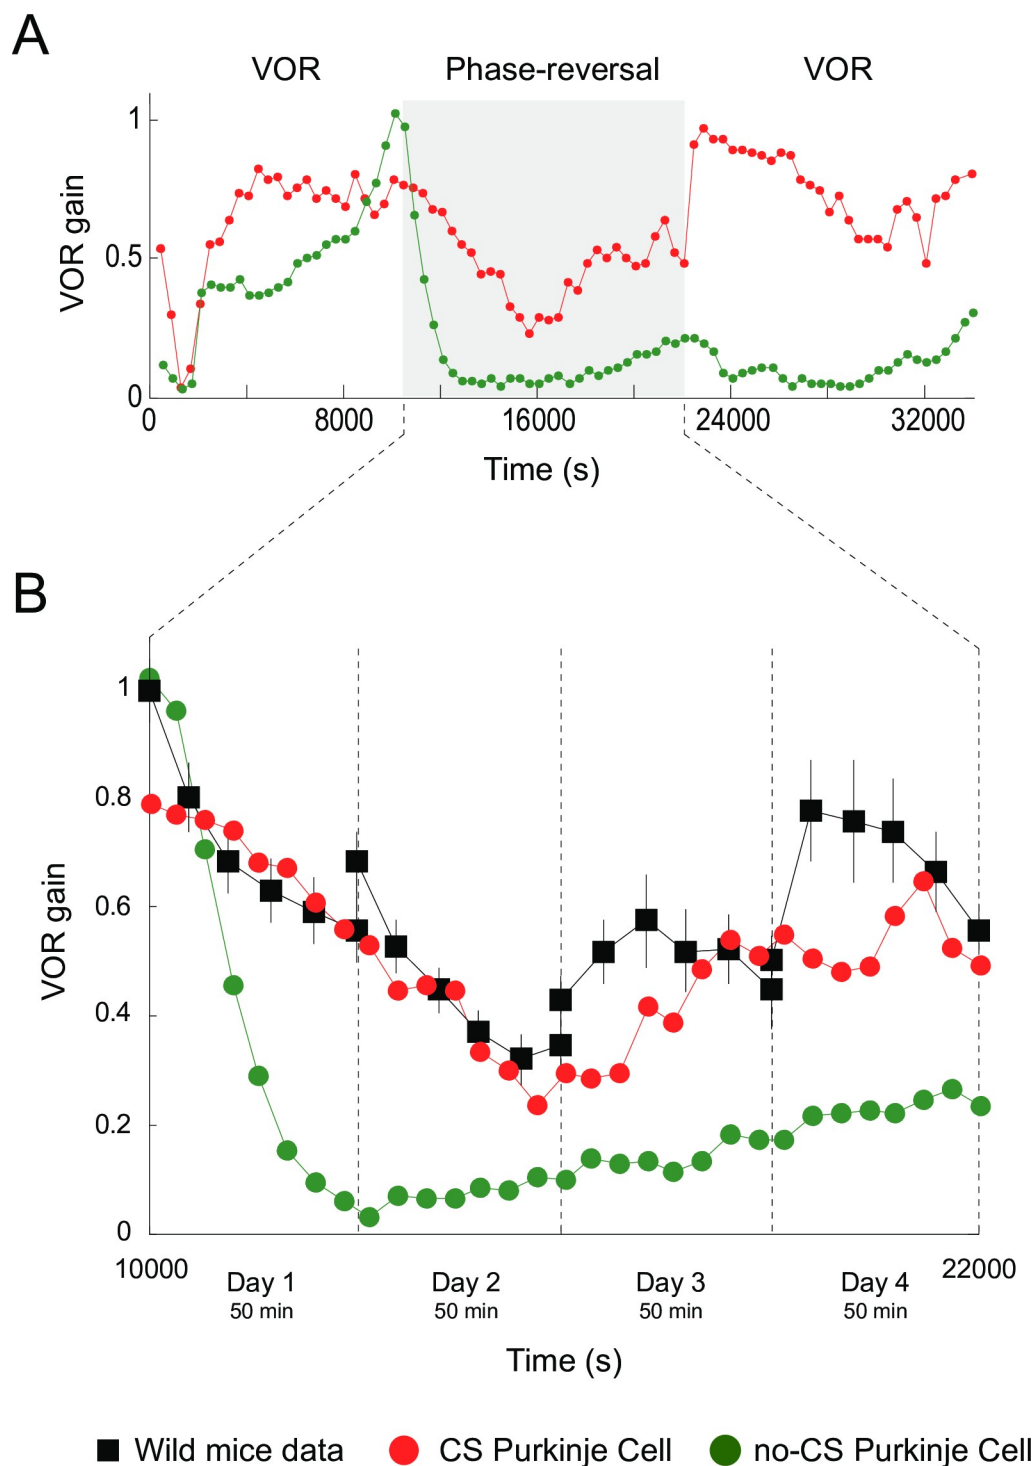 A
VOR Phase-reversal VOR
1
0.5
0
VOR gain
0 8000 16000 24000 32000
Time (s)
B
1
0.8
0.6
0.4
0.2
0
VOR gain
10000 Day 1 Day 2 Day 3 Day 4 22000
50 min 50 min 50 min 50 min
Time (s)
Wild mice data CS Purkinje Cell no-CS Purkinje Cell